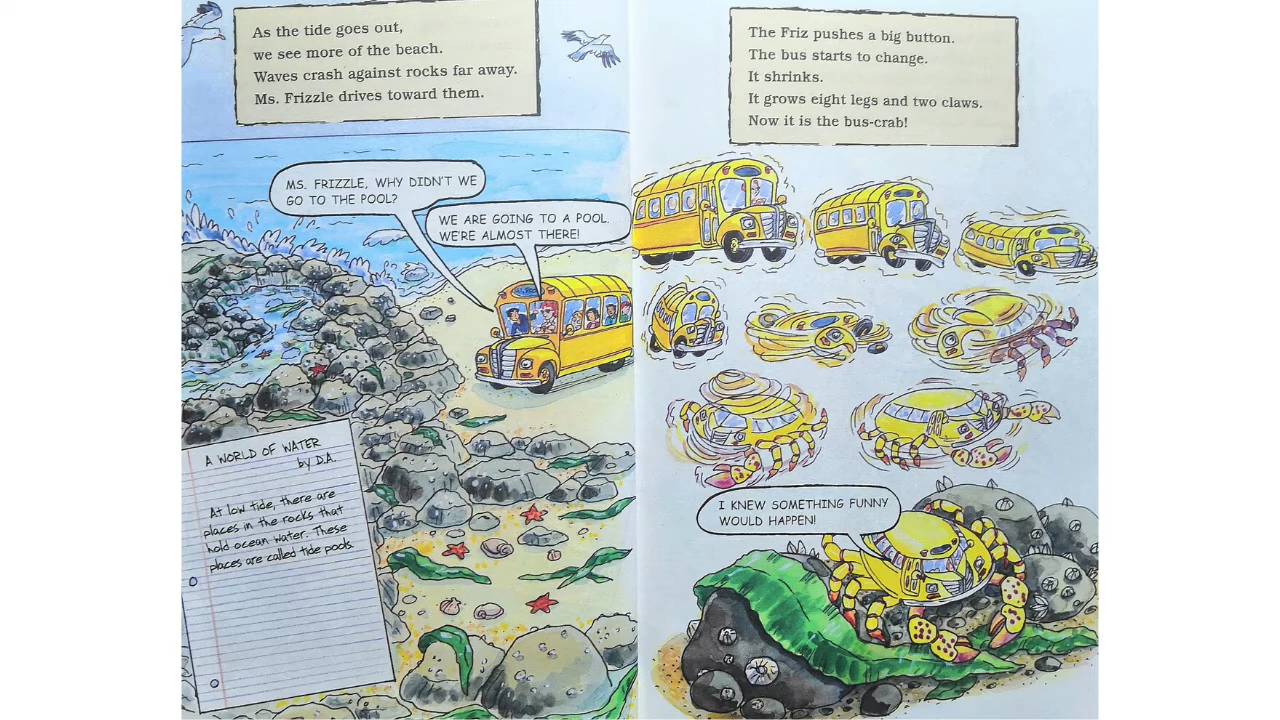 As the tide goes out,
we see more of the beach.
Waves crash against rocks far away.
Ms. Frizzle drives toward them.
MS. FRIZZLE, WHY DIDN'T WE
GO TO THE POOL?
WE ARE GOING TO A POOL.
WE'RE ALMOST THERE!
A WORLD OF WATER
by D.A.
At low tide, there are
places in the rocks that
hold ocean water. These
places are called tide pools.
The Friz pushes a big button.
The bus starts to change.
It shrinks.
It grows eight legs and two claws.
Now it is the bus-crab!
I KNEW SOMETHING FUNNY
WOULD HAPPEN!